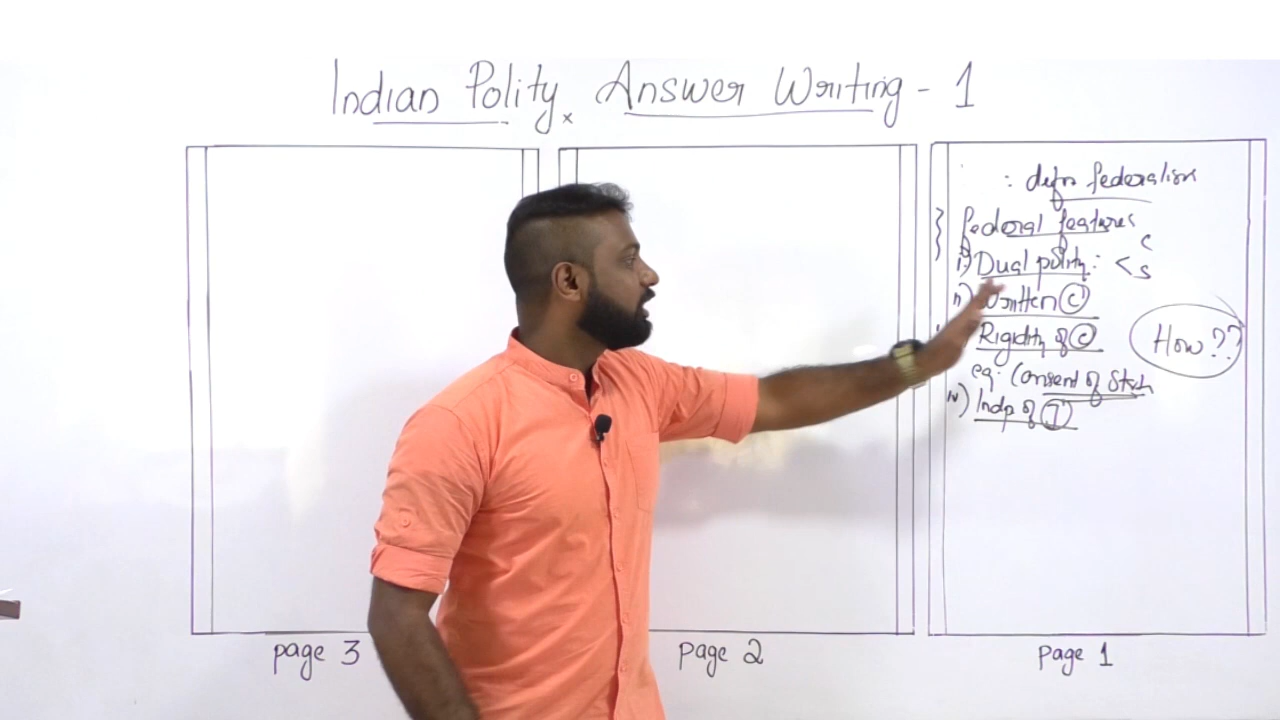 Indian Polity Answer Writing - 1
: defn federalism
federal features
i) Dual polity : < C S
ii) Written C
Rigidity of C
eg. Consent of
iv) Indp of J
How??
page 3
page 2
page 1